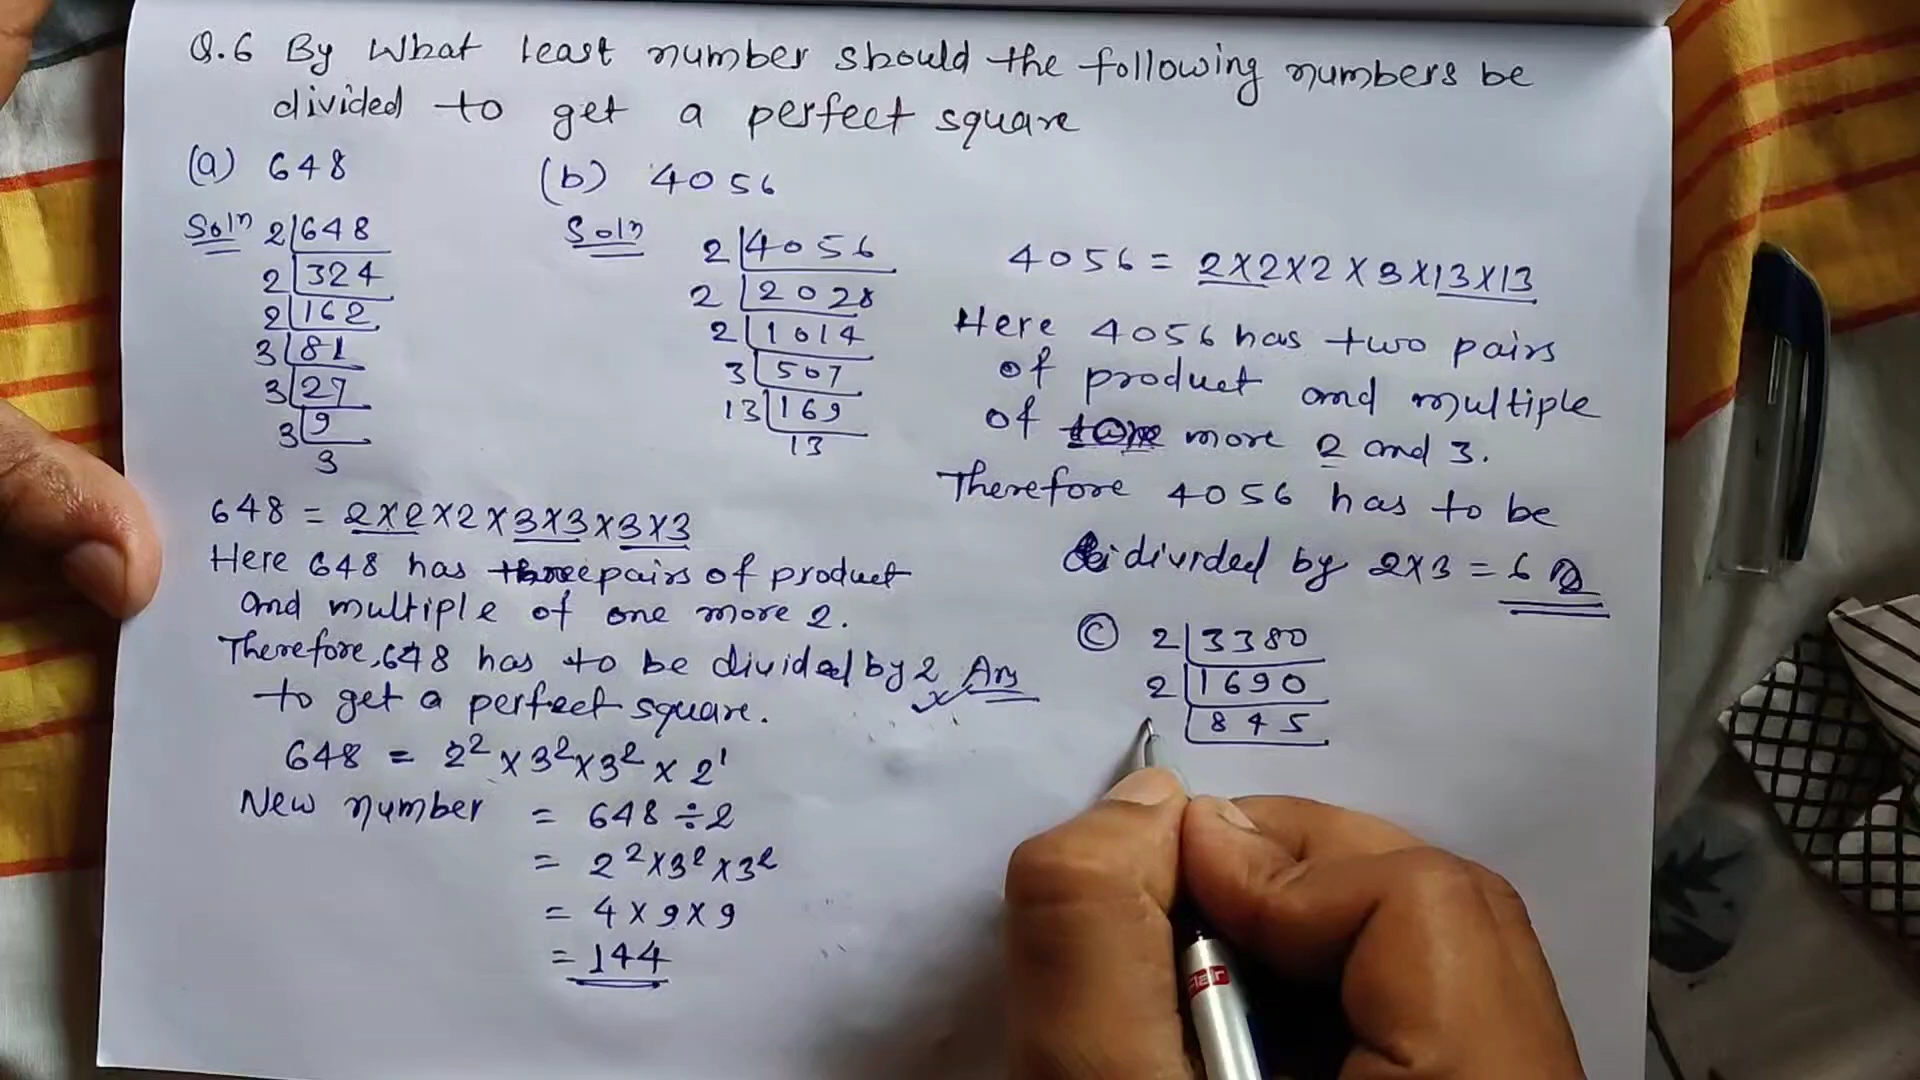 Q.6 By What least number should the following numbers be
divided to get a perfect square
(a) 648
(b) 4056
Soln
2 648
2 324
2 162
3 81
3 27
3 9
3
648 = 2×2×2×3×3×3×3
Here 648 has three pairs of product
and multiple of one more 2.
Therefore, 648 has to be divided by 2 Ans
to get a perfect square.
648 = 2² × 3² × 3² × 2¹
New number = 648 ÷ 2
= 2² × 3² × 3²
= 4 × 9 × 9
= 144
Soln
2 4056
2 2028
2 1014
3 507
13 169
13
4056 = 2×2×2×3×13×13
Here 4056 has two pairs
of product and multiple
of more 2 and 3.
Therefore 4056 has to be
divided by 2×3 = 6
(C) 2 3380
2 1690
845
Flair